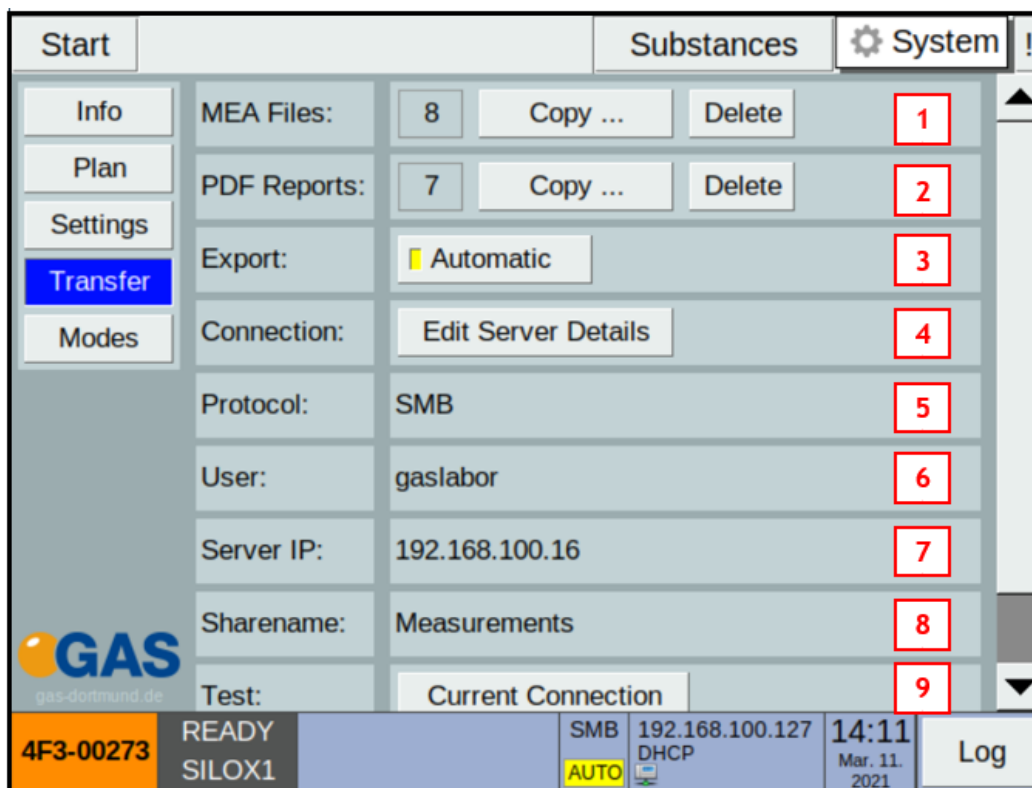 Start Substances System !
Info MEA Files: 8 Copy ... Delete 1
Plan PDF Reports: 7 Copy ... Delete 2
Settings Export: Automatic 3
Transfer
Modes Connection: Edit Server Details 4
Protocol: SMB 5
User: gaslabor 6
Server IP: 192.168.100.16 7
Sharename: Measurements 8
GAS
gas-dortmund.de
Test: Current Connection 9
4F3-00273 READY SMB 192.168.100.127 14:11 Log
DHCP
SILOX1 AUTO Mar. 11.
2021